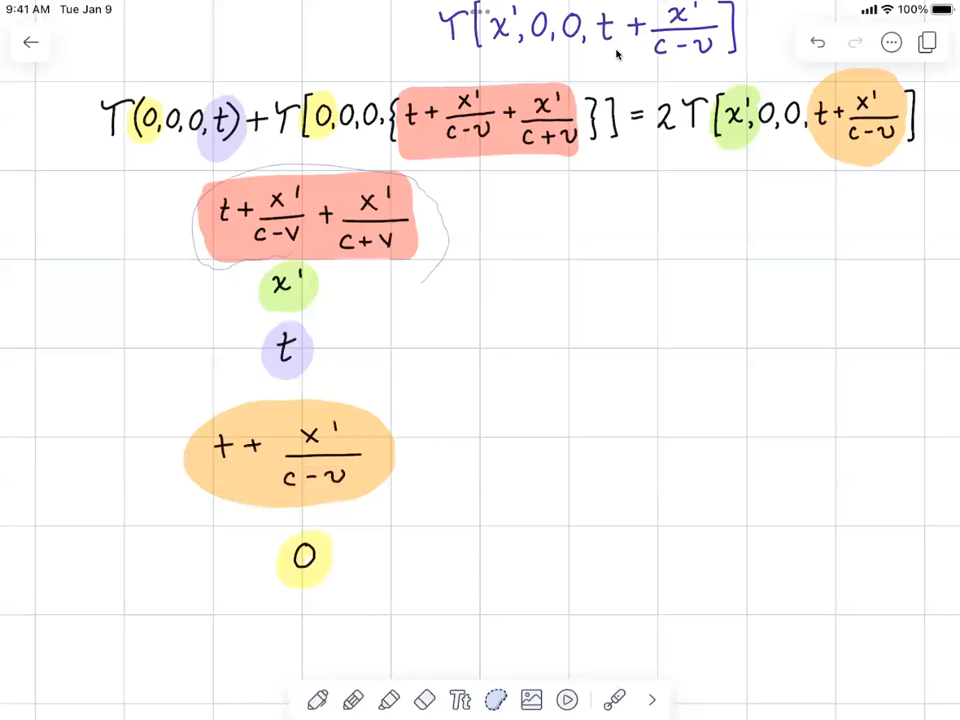 9:41 AM Tue Jan 9 100%
τ[x', 0, 0, t + x'/(c-v)]
τ(0, 0, 0, t) + τ[0, 0, 0, {t + x'/(c-v) + x'/(c+v)}] = 2τ[x', 0, 0, t + x'/(c-v)]
t + x'/(c-v) + x'/(c+v)
x'
t
t + x'/(c-v)
0
Tt